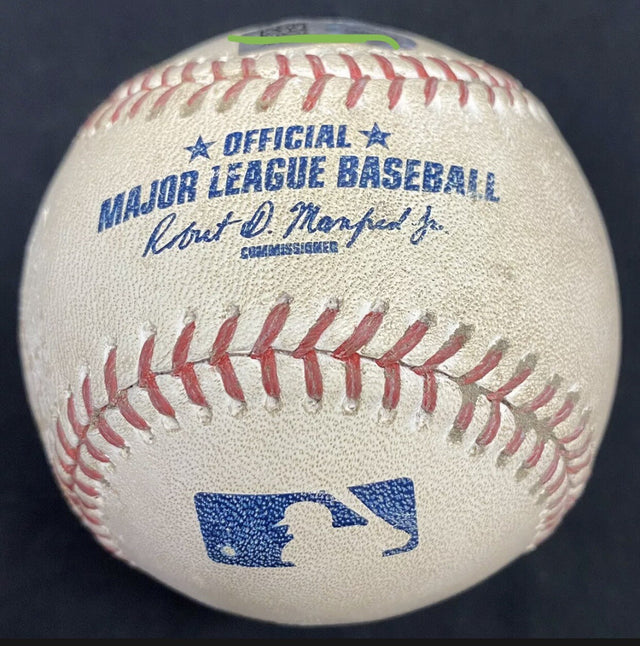 OFFICIAL
MAJOR LEAGUE BASEBALL
Robert D. Manfred Jr.
COMMISSIONER